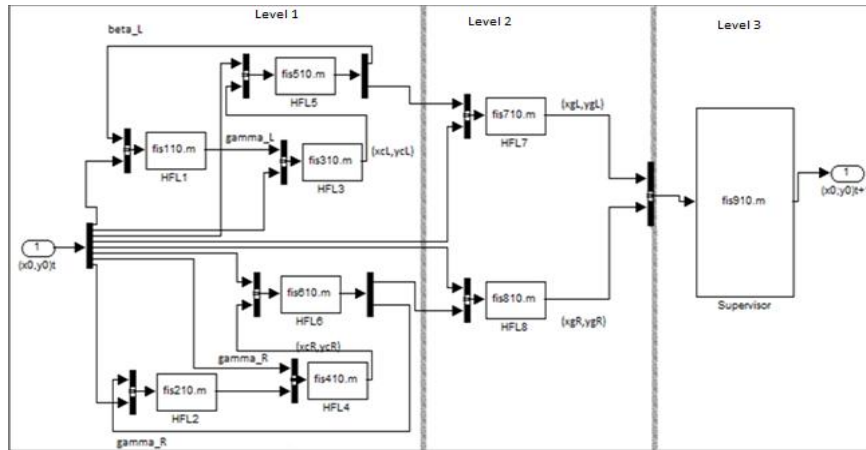 Level 1
Level 2
Level 3
beta_L
fis510.m
HFL5
fis710.m
HFL7
(xgL,ygL)
fis110.m
HFL1
gamma_L
fis310.m
HFL3
(xcL,ycL)
fis910.m
Supervisor
1
(x0,y0)t+
1
(x0,y0)t
fis610.m
HFL6
fis810.m
HFL8
(xgR,ygR)
(xcR,ycR)
gamma_R
fis410.m
HFL4
fis210.m
HFL2
gamma_R